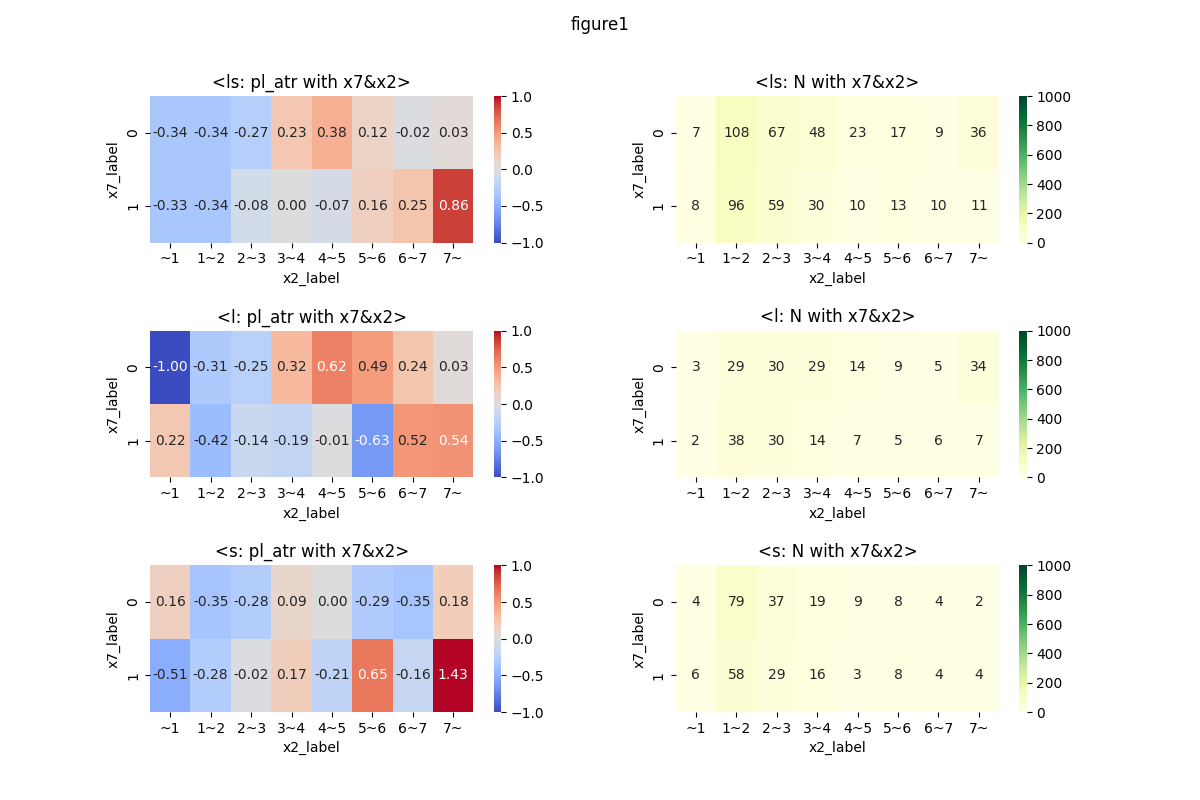 figure1
<ls: pl_atr with x7&x2>
x7_label
0 -0.34 -0.34 -0.27 0.23 0.38 0.12 -0.02 0.03
1 -0.33 -0.34 -0.08 0.00 -0.07 0.16 0.25 0.86
~1 1~2 2~3 3~4 4~5 5~6 6~7 7~
x2_label
1.0
0.5
0.0
−0.5
−1.0
<ls: N with x7&x2>
x7_label
0 7 108 67 48 23 17 9 36
1 8 96 59 30 10 13 10 11
~1 1~2 2~3 3~4 4~5 5~6 6~7 7~
x2_label
1000
800
600
400
200
0
<l: pl_atr with x7&x2>
x7_label
0 -1.00 -0.31 -0.25 0.32 0.62 0.49 0.24 0.03
1 0.22 -0.42 -0.14 -0.19 -0.01 -0.63 0.52 0.54
~1 1~2 2~3 3~4 4~5 5~6 6~7 7~
x2_label
1.0
0.5
0.0
−0.5
−1.0
<l: N with x7&x2>
x7_label
0 3 29 30 29 14 9 5 34
1 2 38 30 14 7 5 6 7
~1 1~2 2~3 3~4 4~5 5~6 6~7 7~
x2_label
1000
800
600
400
200
0
<s: pl_atr with x7&x2>
x7_label
0 0.16 -0.35 -0.28 0.09 0.00 -0.29 -0.35 0.18
1 -0.51 -0.28 -0.02 0.17 -0.21 0.65 -0.16 1.43
~1 1~2 2~3 3~4 4~5 5~6 6~7 7~
x2_label
1.0
0.5
0.0
−0.5
−1.0
<s: N with x7&x2>
x7_label
0 4 79 37 19 9 8 4 2
1 6 58 29 16 3 8 4 4
~1 1~2 2~3 3~4 4~5 5~6 6~7 7~
x2_label
1000
800
600
400
200
0